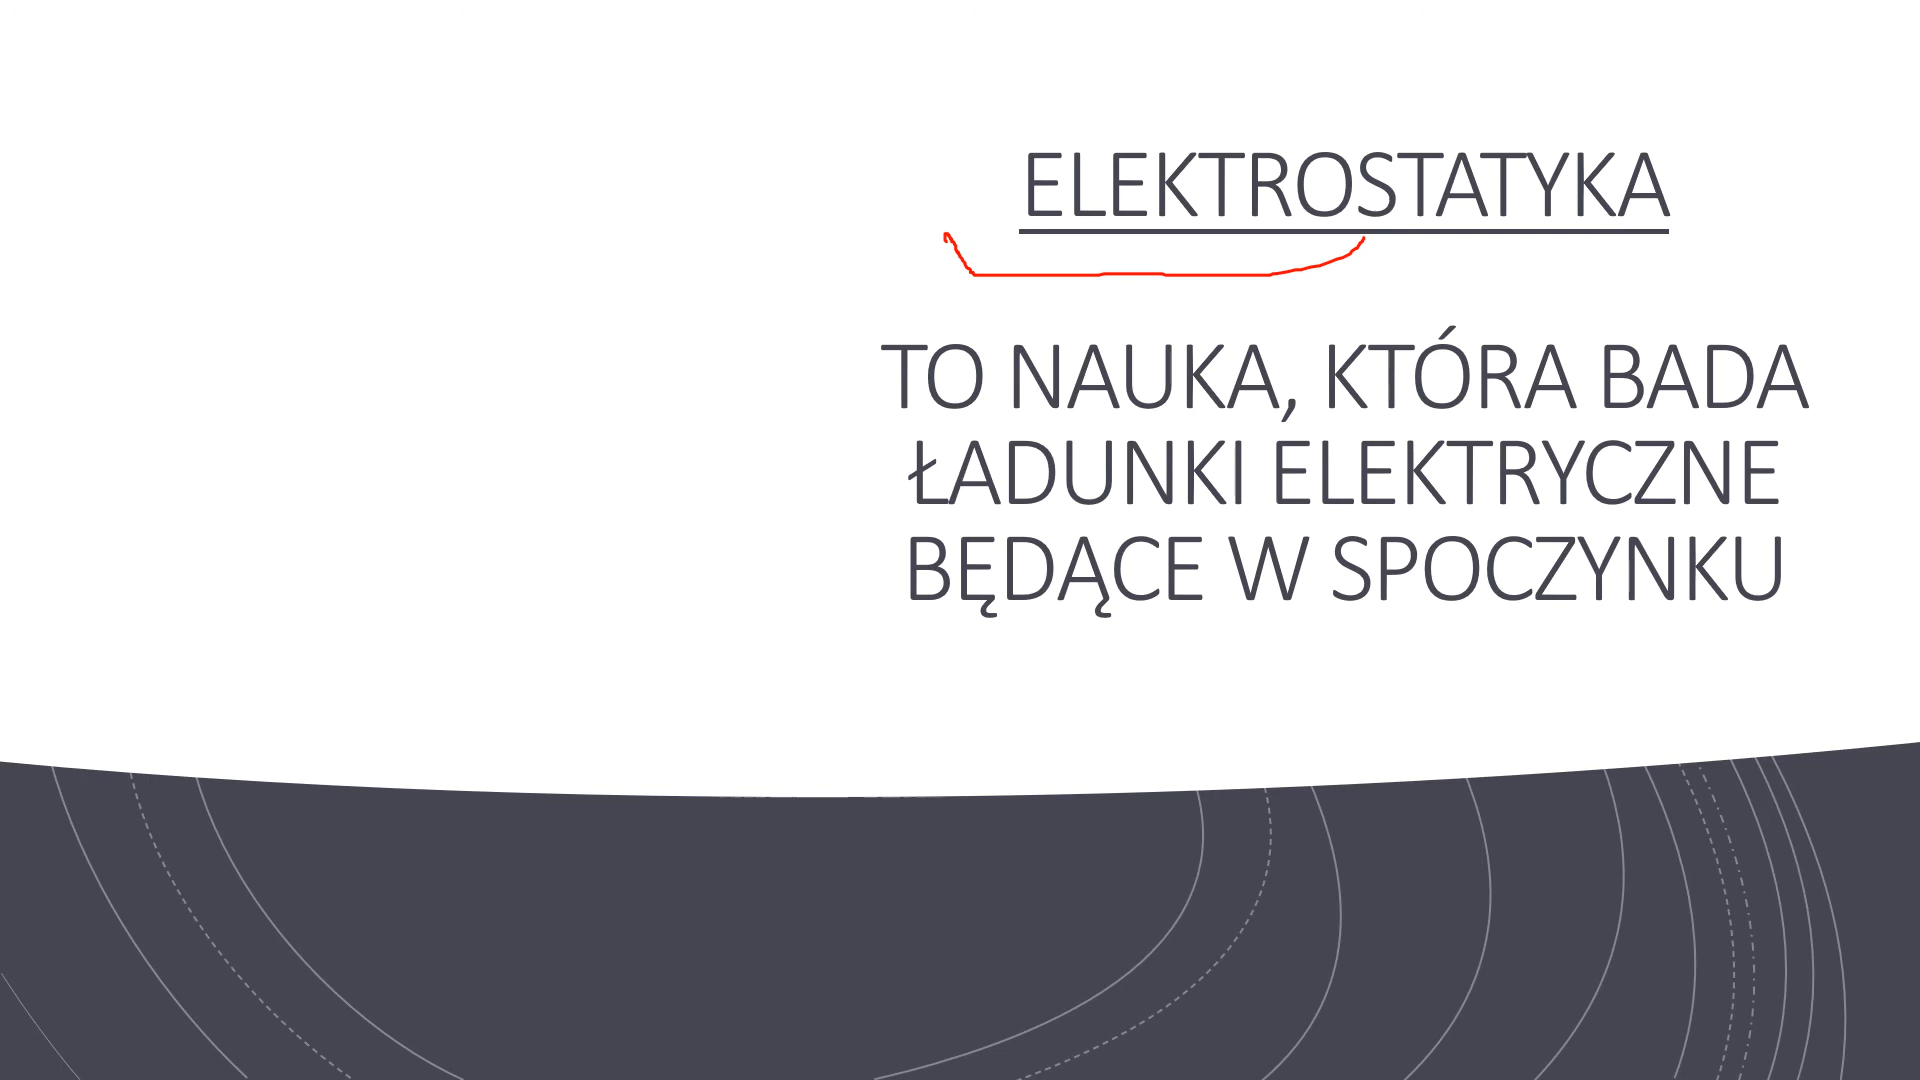 ELEKTROSTATYKA
TO NAUKA, KTÓRA BADA
ŁADUNKI ELEKTRYCZNE
BĘDĄCE W SPOCZYNKU